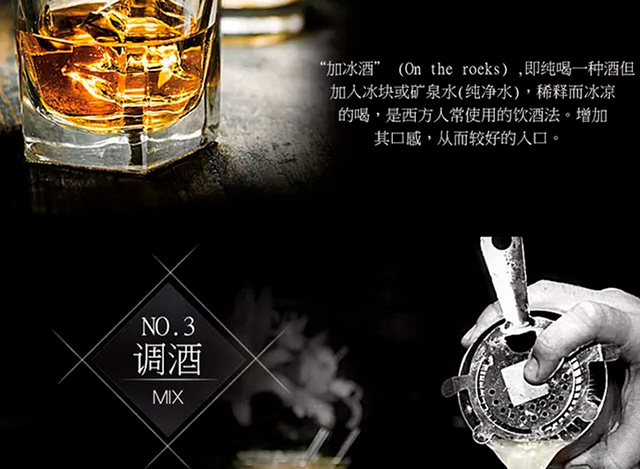 “加冰酒” (On the roeks) ,即纯喝一种酒但
加入冰块或矿泉水(纯净水)，稀释而冰凉
的喝，是西方人常使用的饮酒法。增加
其口感，从而较好的入口。
NO.3
调酒
MIX